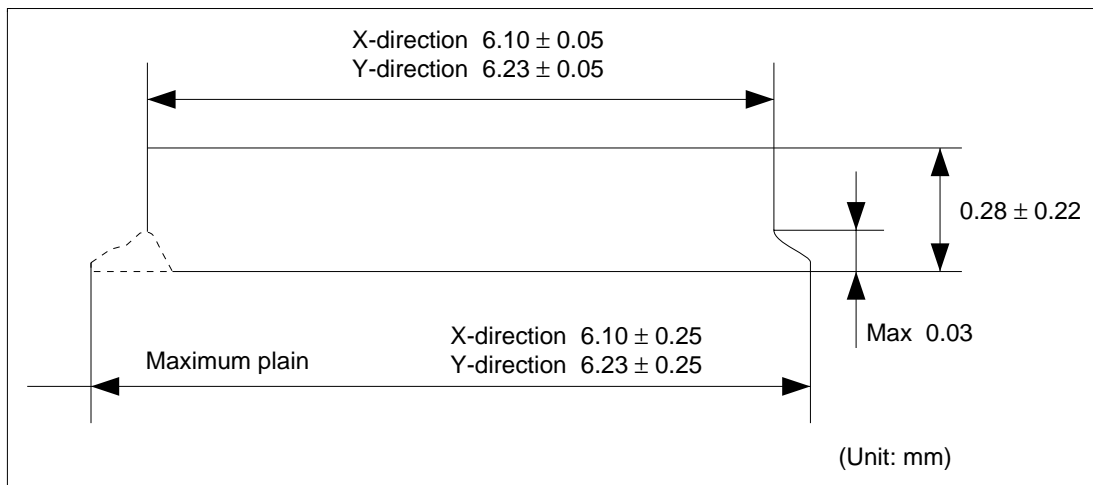 X-direction 6.10 ± 0.05
Y-direction 6.23 ± 0.05
0.28 ± 0.22
Max 0.03
X-direction 6.10 ± 0.25
Y-direction 6.23 ± 0.25
Maximum plain
(Unit: mm)